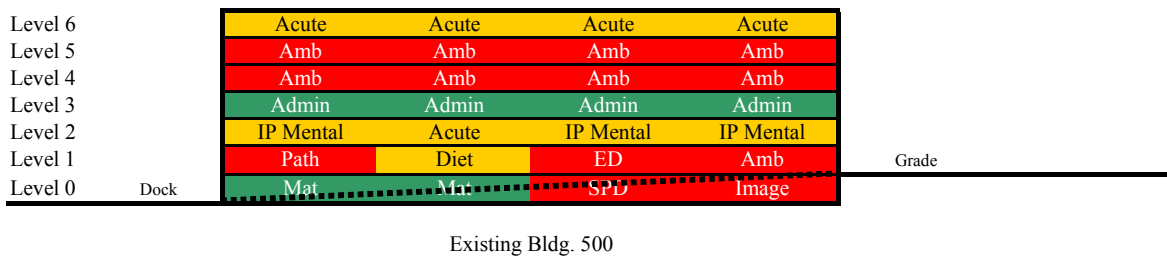 Level 6 Acute Acute Acute Acute
Level 5 Amb Amb Amb Amb
Level 4 Amb Amb Amb Amb
Level 3 Admin Admin Admin Admin
Level 2 IP Mental Acute IP Mental IP Mental
Level 1 Path Diet ED Amb Grade
Level 0 Dock Mat Mat SPD Image
Existing Bldg. 500